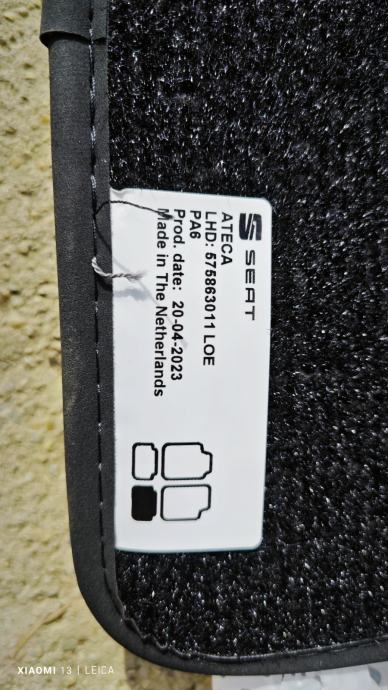 SEAT
ATECA
LHD: 575863011 LOE
PA6
Prod. date: 20-04-2023
Made in The Netherlands
XIAOMI 13 | LEICA